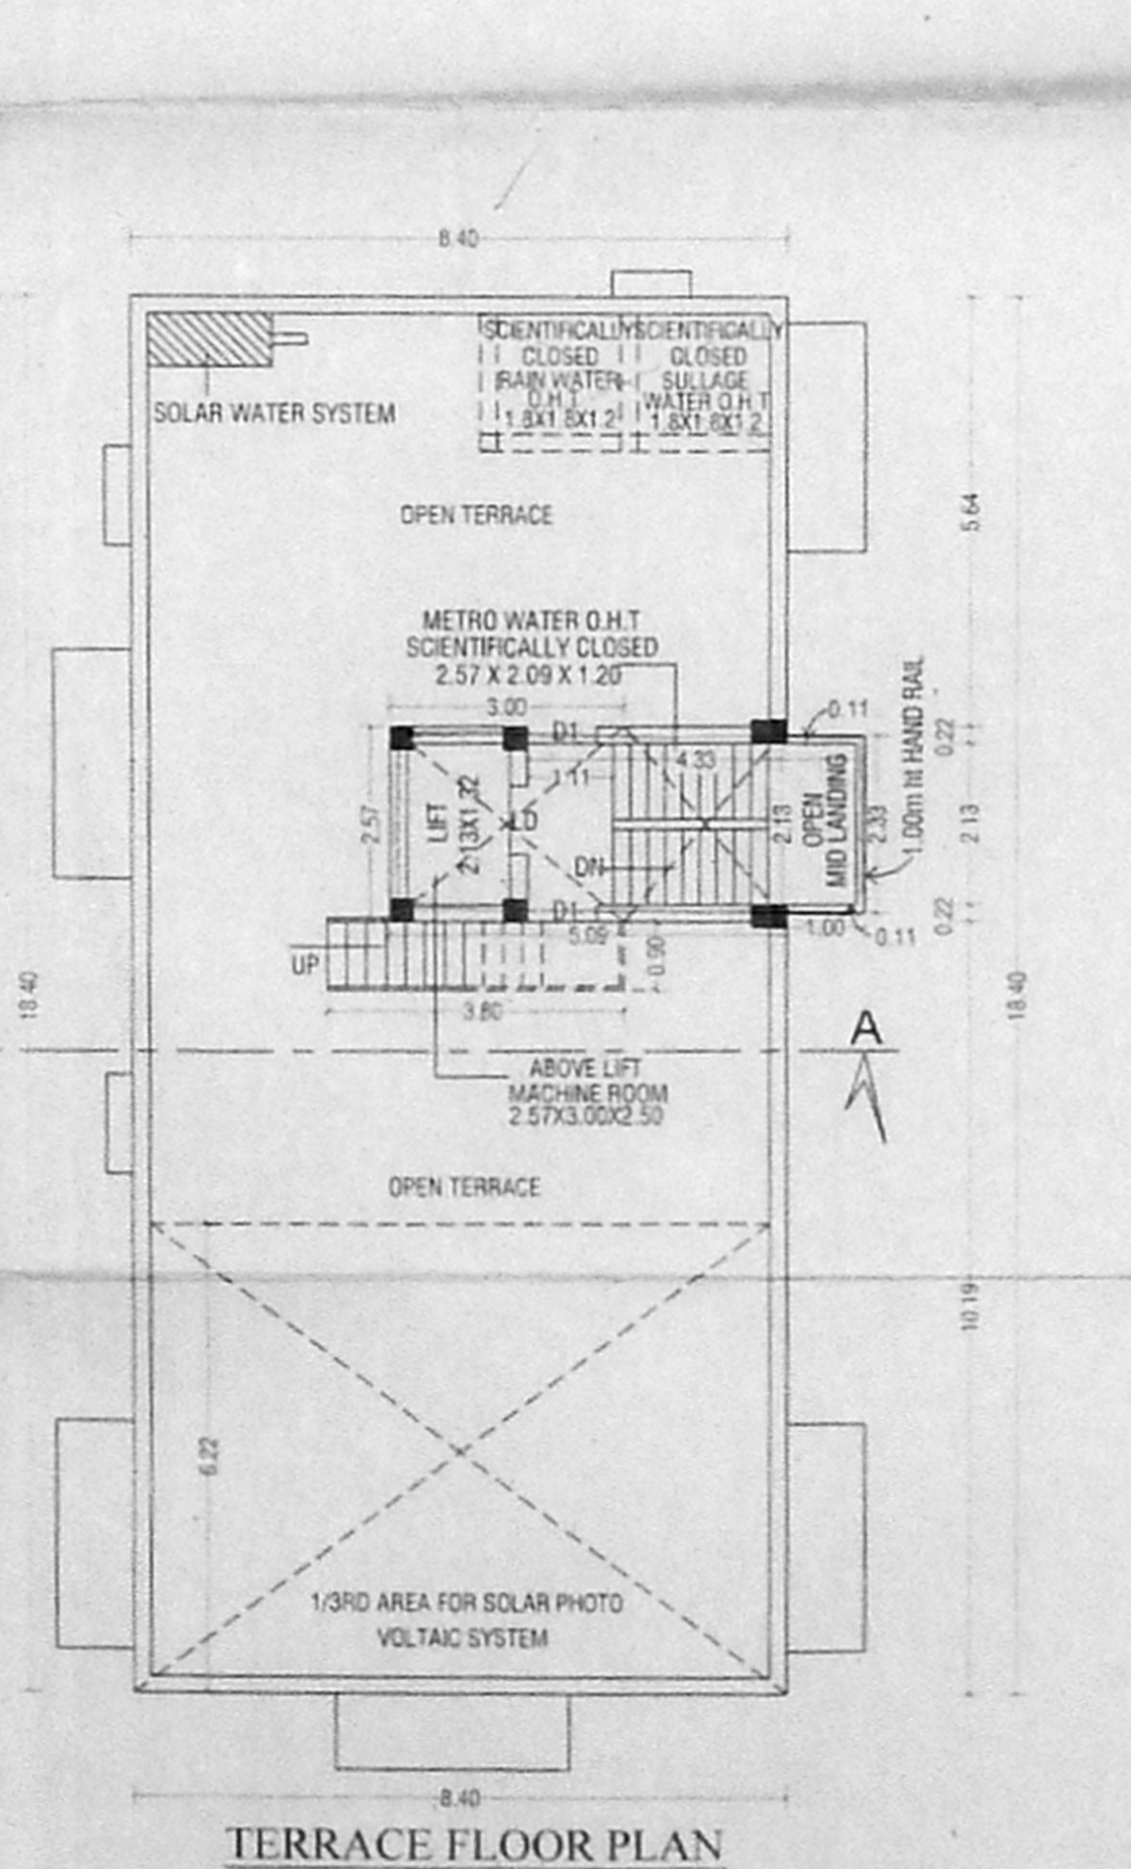 8.40
SCIENTIFICALLY
CLOSED
RAIN WATER
O.H.T
1.8X1.8X1.2
SCIENTIFICALLY
CLOSED
SULLAGE
WATER O.H.T
1.8X1.8X1.2
SOLAR WATER SYSTEM
OPEN TERRACE
5.64
METRO WATER O.H.T
SCIENTIFICALLY CLOSED
2.57 X 2.09 X 1.20
3.00
D1
0.11
0.22
1.00m ht HAND RAIL
4.33
1.11
2.57
LIFT
2.13X1.32
LD
2.13
OPEN
MID LANDING
2.33
2.13
DN
D1
5.09
1.00
0.11
0.22
UP
0.90
3.80
18.40
18.40
A
ABOVE LIFT
MACHINE ROOM
2.57X3.00X2.50
OPEN TERRACE
10.19
6.22
1/3RD AREA FOR SOLAR PHOTO
VOLTAIC SYSTEM
8.40
TERRACE FLOOR PLAN